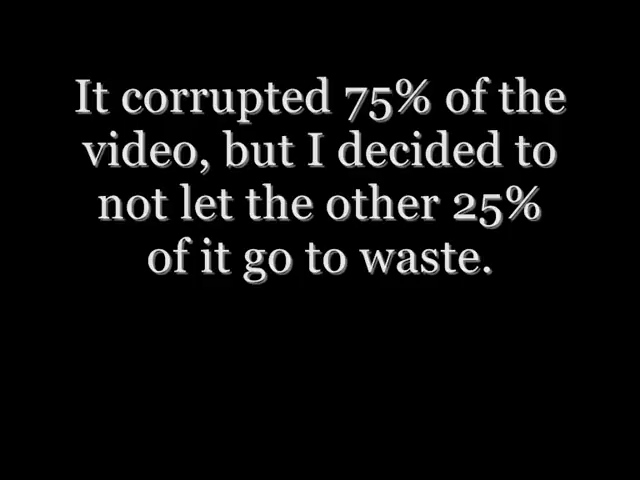 It corrupted 75% of the
video, but I decided to
not let the other 25%
of it go to waste.